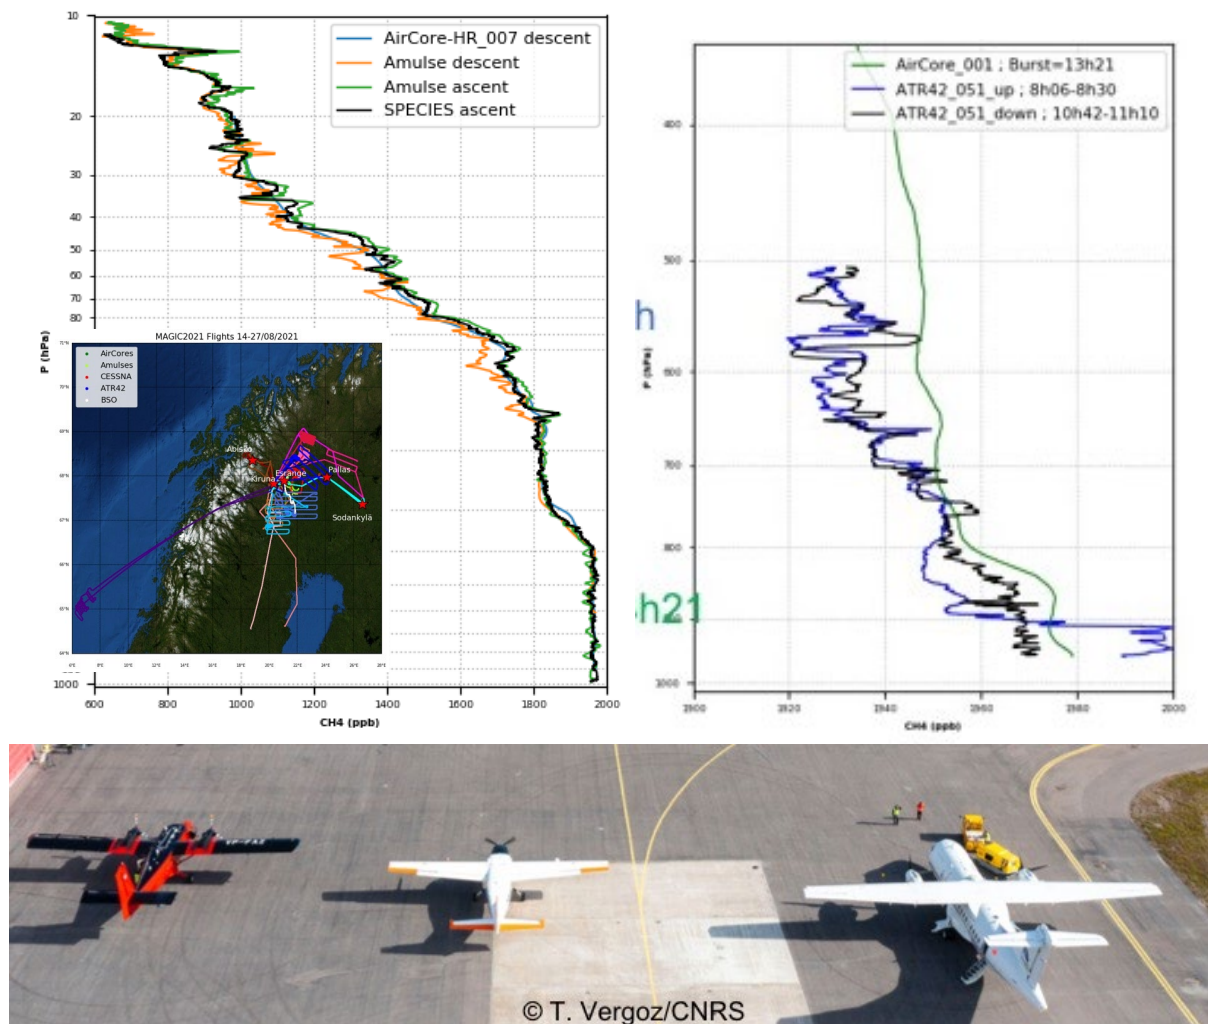 10
20
30
40
50
60
70
80
1000
P (hPa)
600
800
1000
1200
1400
1600
1800
2000
CH4 (ppb)
AirCore-HR_007 descent
Amulse descent
Amulse ascent
SPECIES ascent
MAGIC2021 Flights 14-27/08/2021
AirCores
Amulses
CESSNA
ATR42
BSO
Abisko
Kiruna
Esrange
Pallas
Sodankylä
h
h21
AirCore_001 ; Burst=13h21
ATR42_051_up ; 8h06-8h30
ATR42_051_down ; 10h42-11h10
400
500
600
700
800
1000
P (hPa)
1900
1920
1940
1960
1980
2000
CH4 (ppb)
© T. Vergoz/CNRS